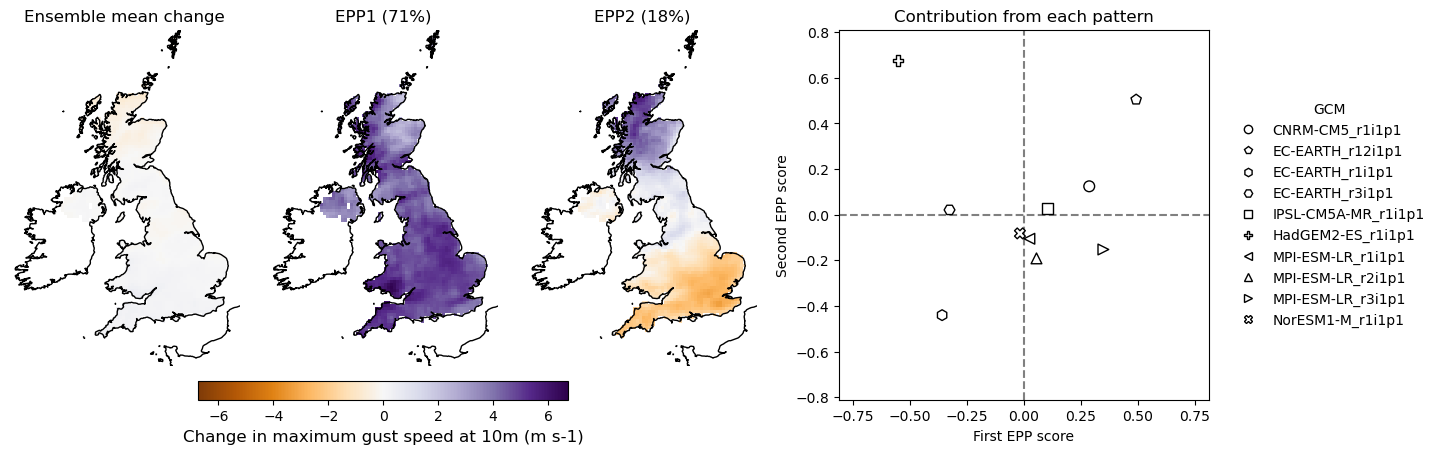 Ensemble mean change
EPP1 (71%)
EPP2 (18%)
Contribution from each pattern
0.8
0.6
0.4
0.2
0.0
−0.2
−0.4
−0.6
−0.8
Second EPP score
−0.75
−0.50
−0.25
0.00
0.25
0.50
0.75
First EPP score
GCM
CNRM-CM5_r1i1p1
EC-EARTH_r12i1p1
EC-EARTH_r1i1p1
EC-EARTH_r3i1p1
IPSL-CM5A-MR_r1i1p1
HadGEM2-ES_r1i1p1
MPI-ESM-LR_r1i1p1
MPI-ESM-LR_r2i1p1
MPI-ESM-LR_r3i1p1
NorESM1-M_r1i1p1
−6
−4
−2
0
2
4
6
Change in maximum gust speed at 10m (m s-1)